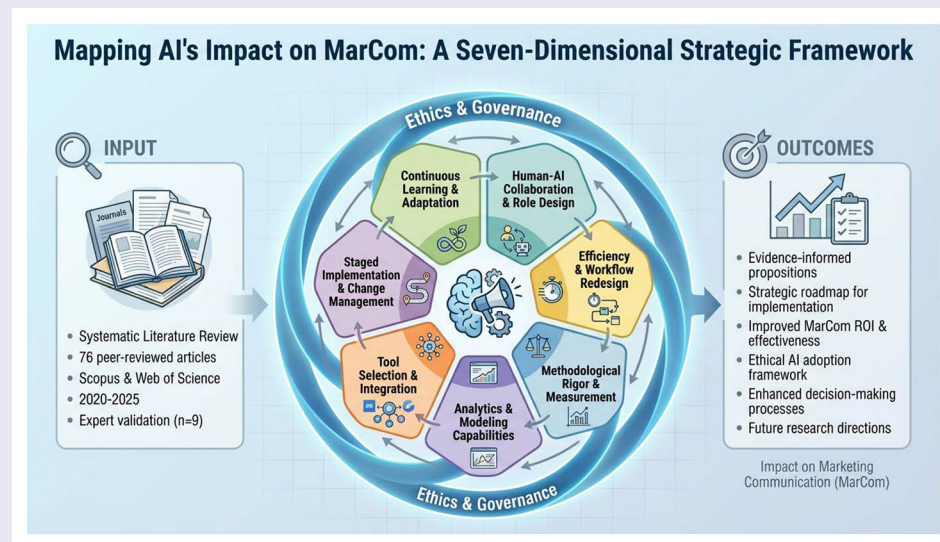 Mapping AI's Impact on MarCom: A Seven-Dimensional Strategic Framework
INPUT
Journals
• Systematic Literature Review
• 76 peer-reviewed articles
• Scopus & Web of Science
• 2020-2025
• Expert validation (n=9)
Ethics & Governance
Continuous
Learning &
Adaptation
Human-AI
Collaboration
& Role Design
Efficiency
& Workflow
Redesign
Methodological
Rigor &
Measurement
Analytics &
Modeling
Capabilities
Tool
Selection &
Integration
Staged
Implementation
& Change
Management
Ethics & Governance
OUTCOMES
• Evidence-informed
propositions
• Strategic roadmap for
implementation
• Improved MarCom ROI &
effectiveness
• Ethical AI adoption
framework
• Enhanced decision-making
processes
• Future research directions
Impact on Marketing
Communication (MarCom)